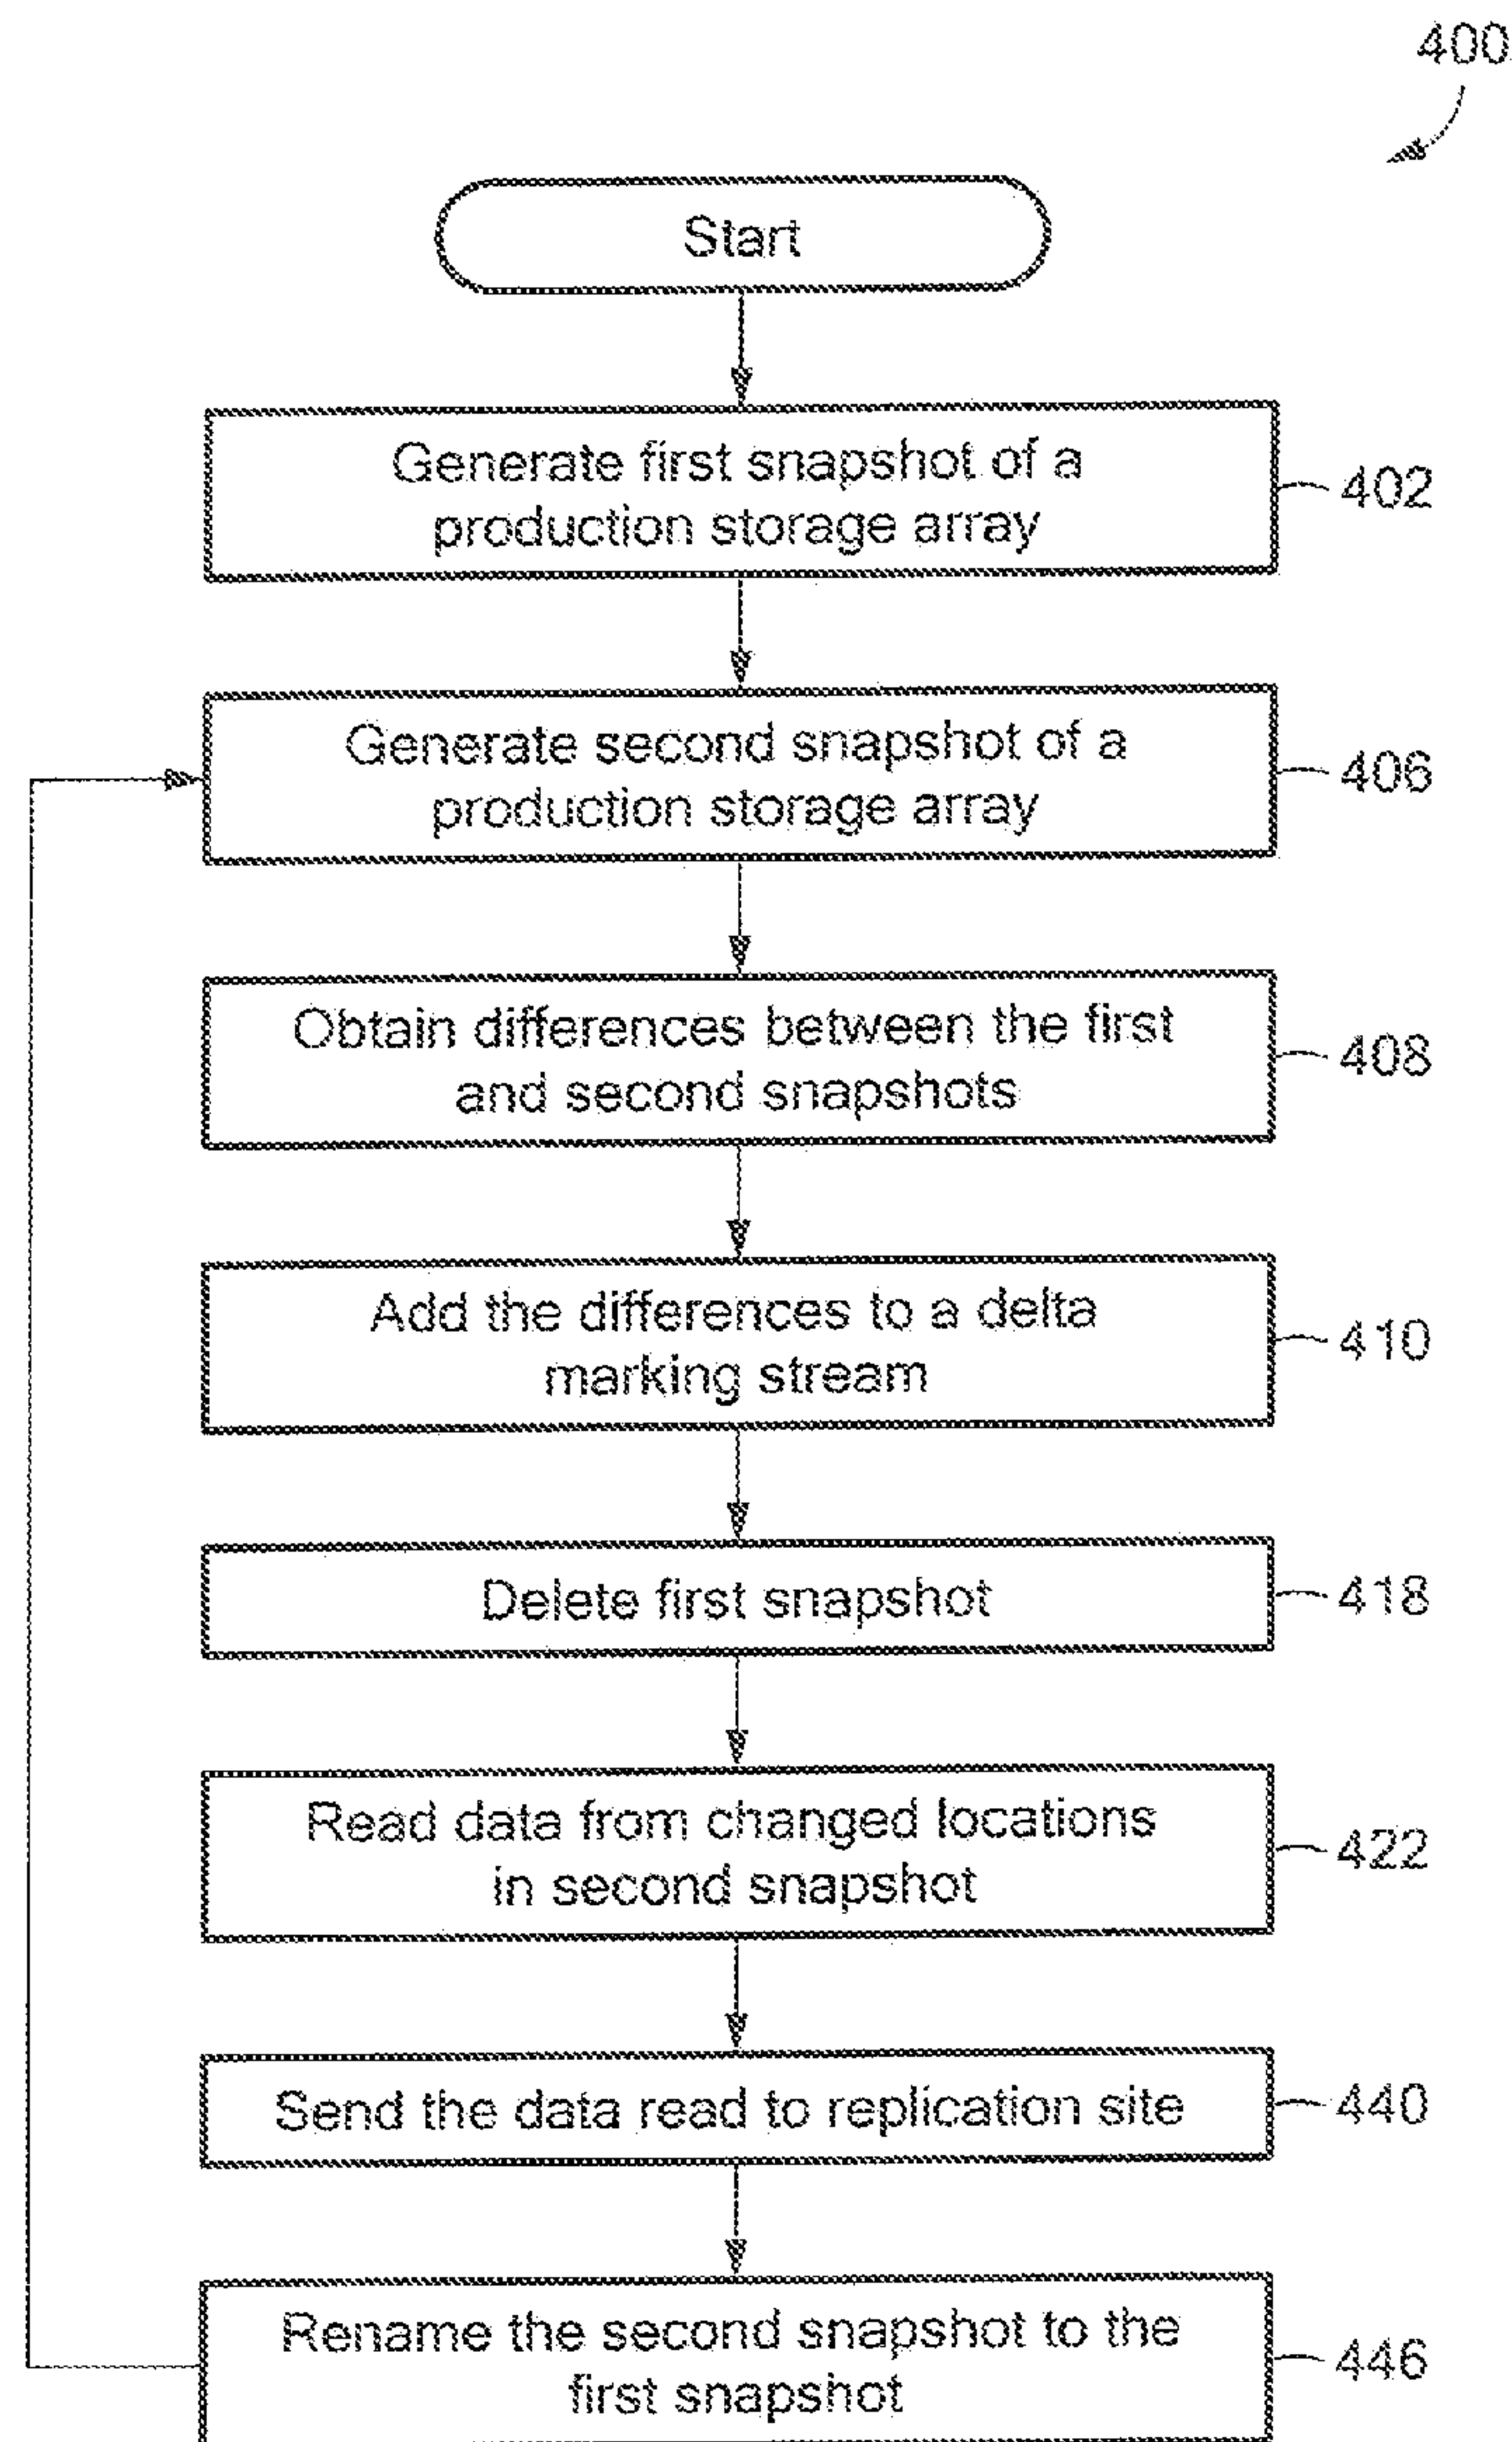 400
Start
Generate first snapshot of a
production storage array
402
Generate second snapshot of a
production storage array
406
Obtain differences between the first
and second snapshots
408
Add the differences to a delta
marking stream
410
Delete first snapshot
418
Read data from changed locations
in second snapshot
422
Send the data read to replication site
440
Rename the second snapshot to the
first snapshot
446